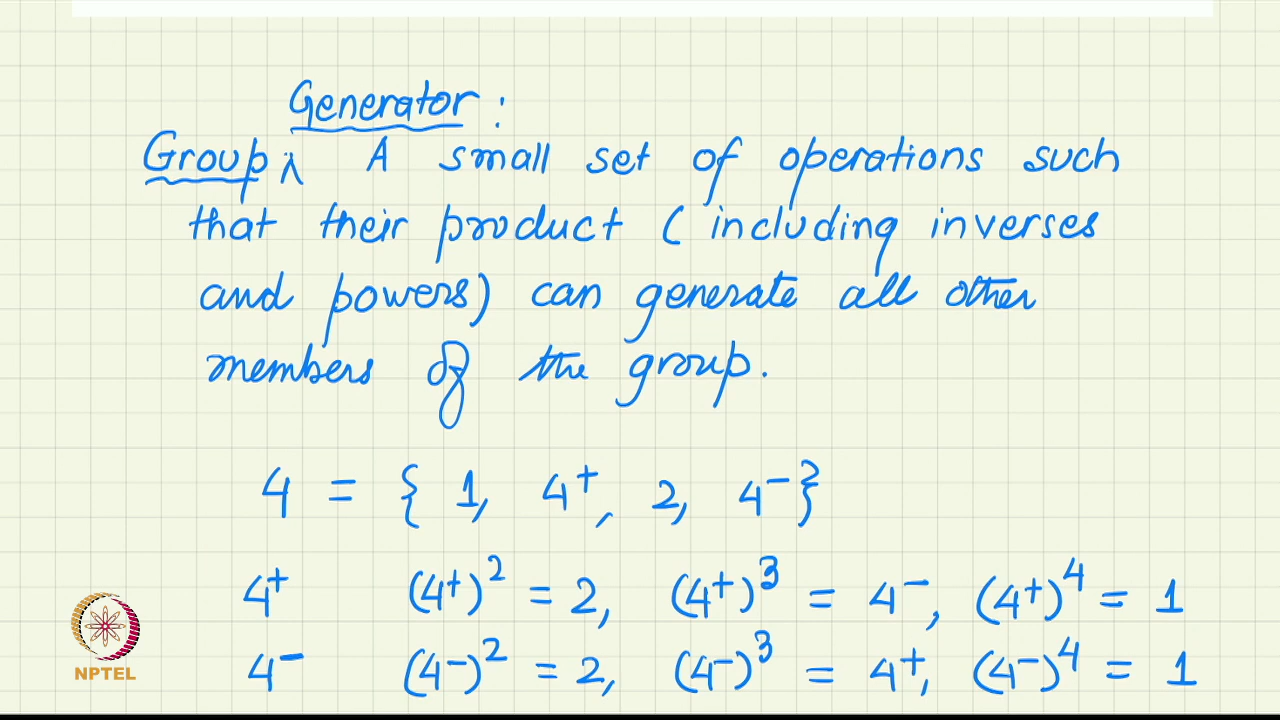 Generator:
Group λ A small set of operations such
that their product (including inverses
and powers) can generate all other
members of the group.
4 = { 1, 4⁺, 2, 4⁻}
4⁺ (4⁺)² = 2, (4⁺)³ = 4⁻, (4⁺)⁴ = 1
4⁻ (4⁻)² = 2, (4⁻)³ = 4⁺, (4⁻)⁴ = 1
NPTEL